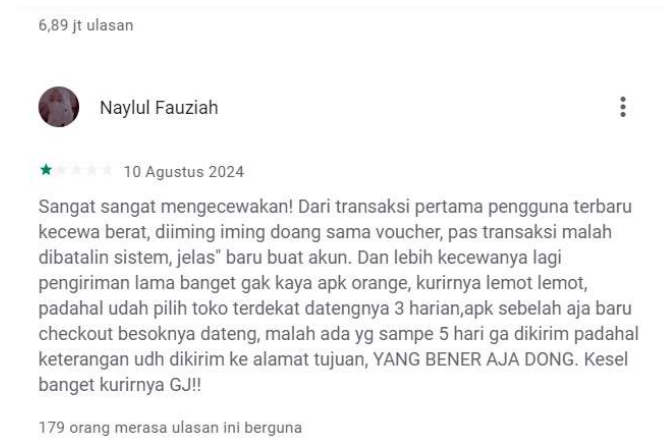 6,89 jt ulasan
Naylul Fauziah
10 Agustus 2024
Sangat sangat mengecewakan! Dari transaksi pertama pengguna terbaru
kecewa berat, diiming iming doang sama voucher, pas transaksi malah
dibatalin sistem, jelas" baru buat akun. Dan lebih kecewanya lagi
pengiriman lama banget gak kaya apk orange, kurirnya lemot lemot,
padahal udah pilih toko terdekat datengnya 3 harian,apk sebelah aja baru
checkout besoknya dateng, malah ada yg sampe 5 hari ga dikirim padahal
keterangan udh dikirim ke alamat tujuan, YANG BENER AJA DONG. Kesel
banget kurirnya GJ!!
179 orang merasa ulasan ini berguna